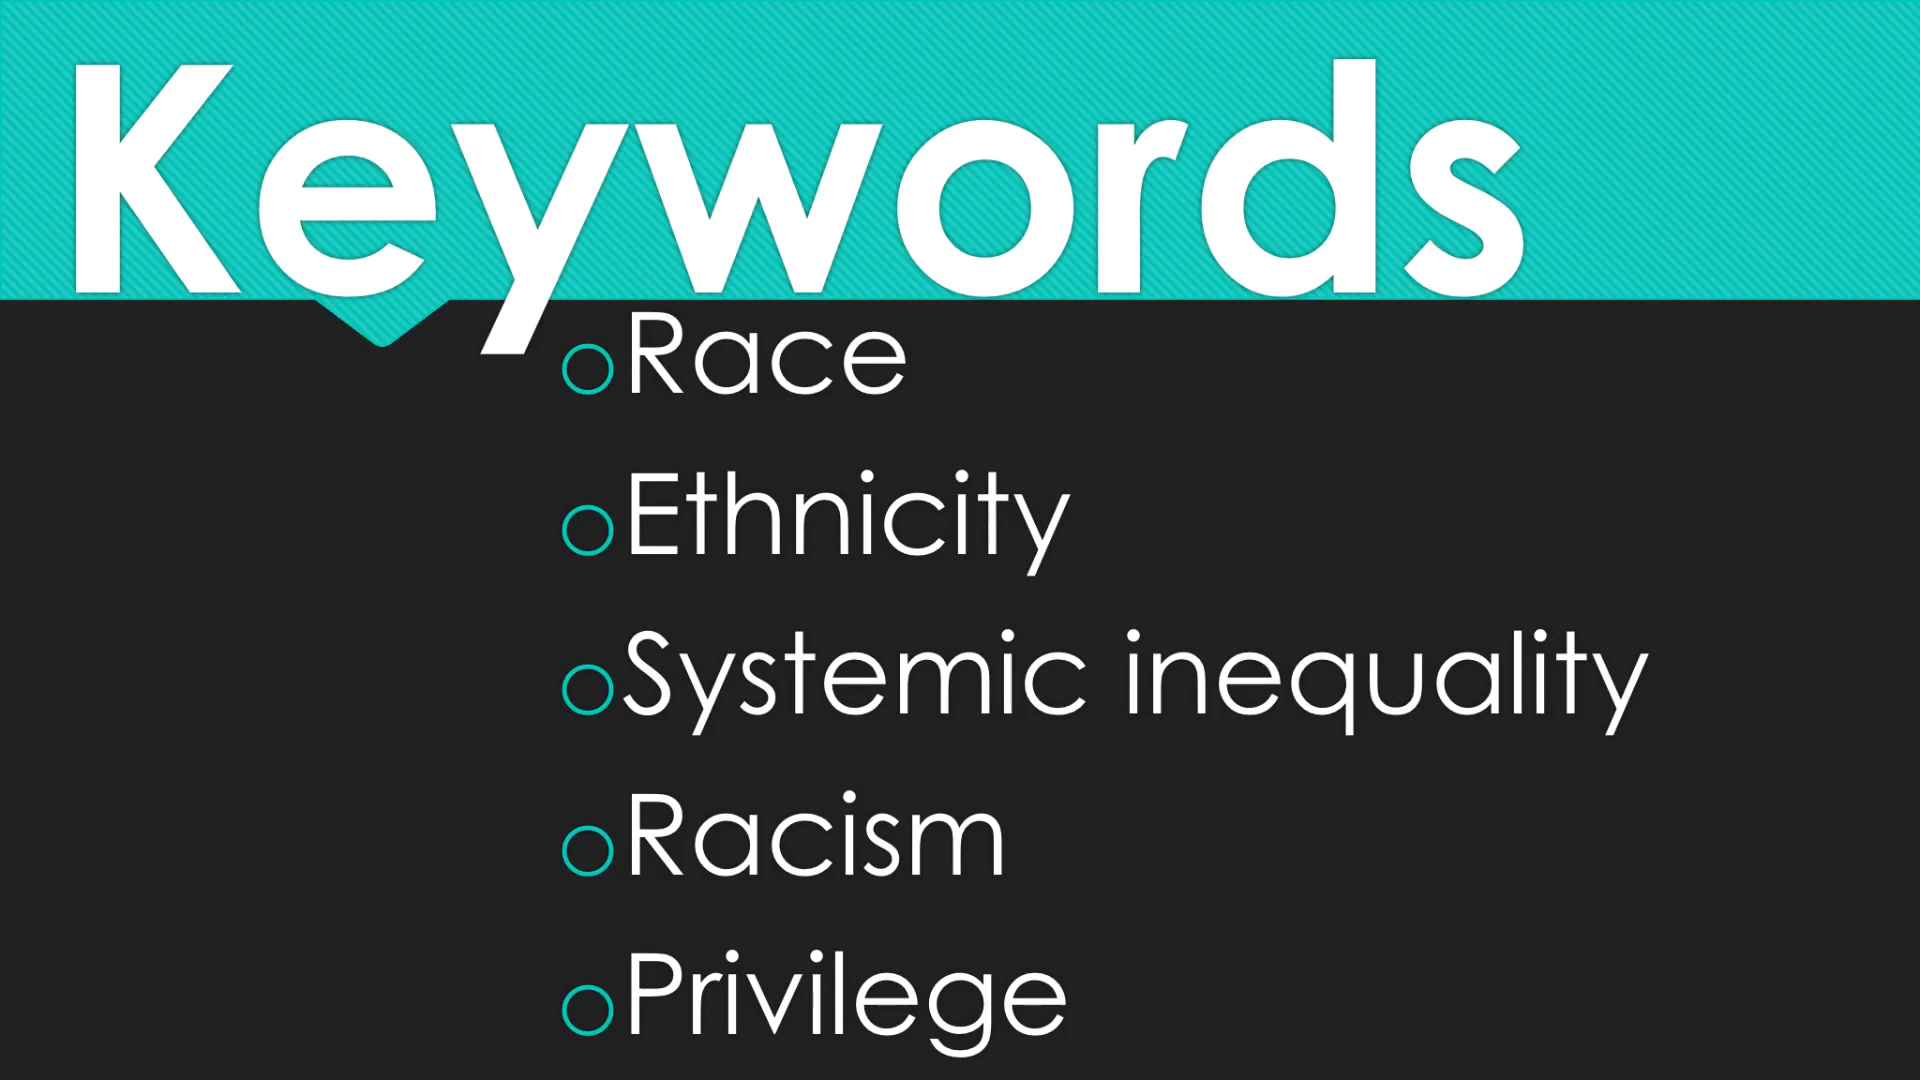 Keywords
Race
Ethnicity
Systemic inequality
Racism
Privilege